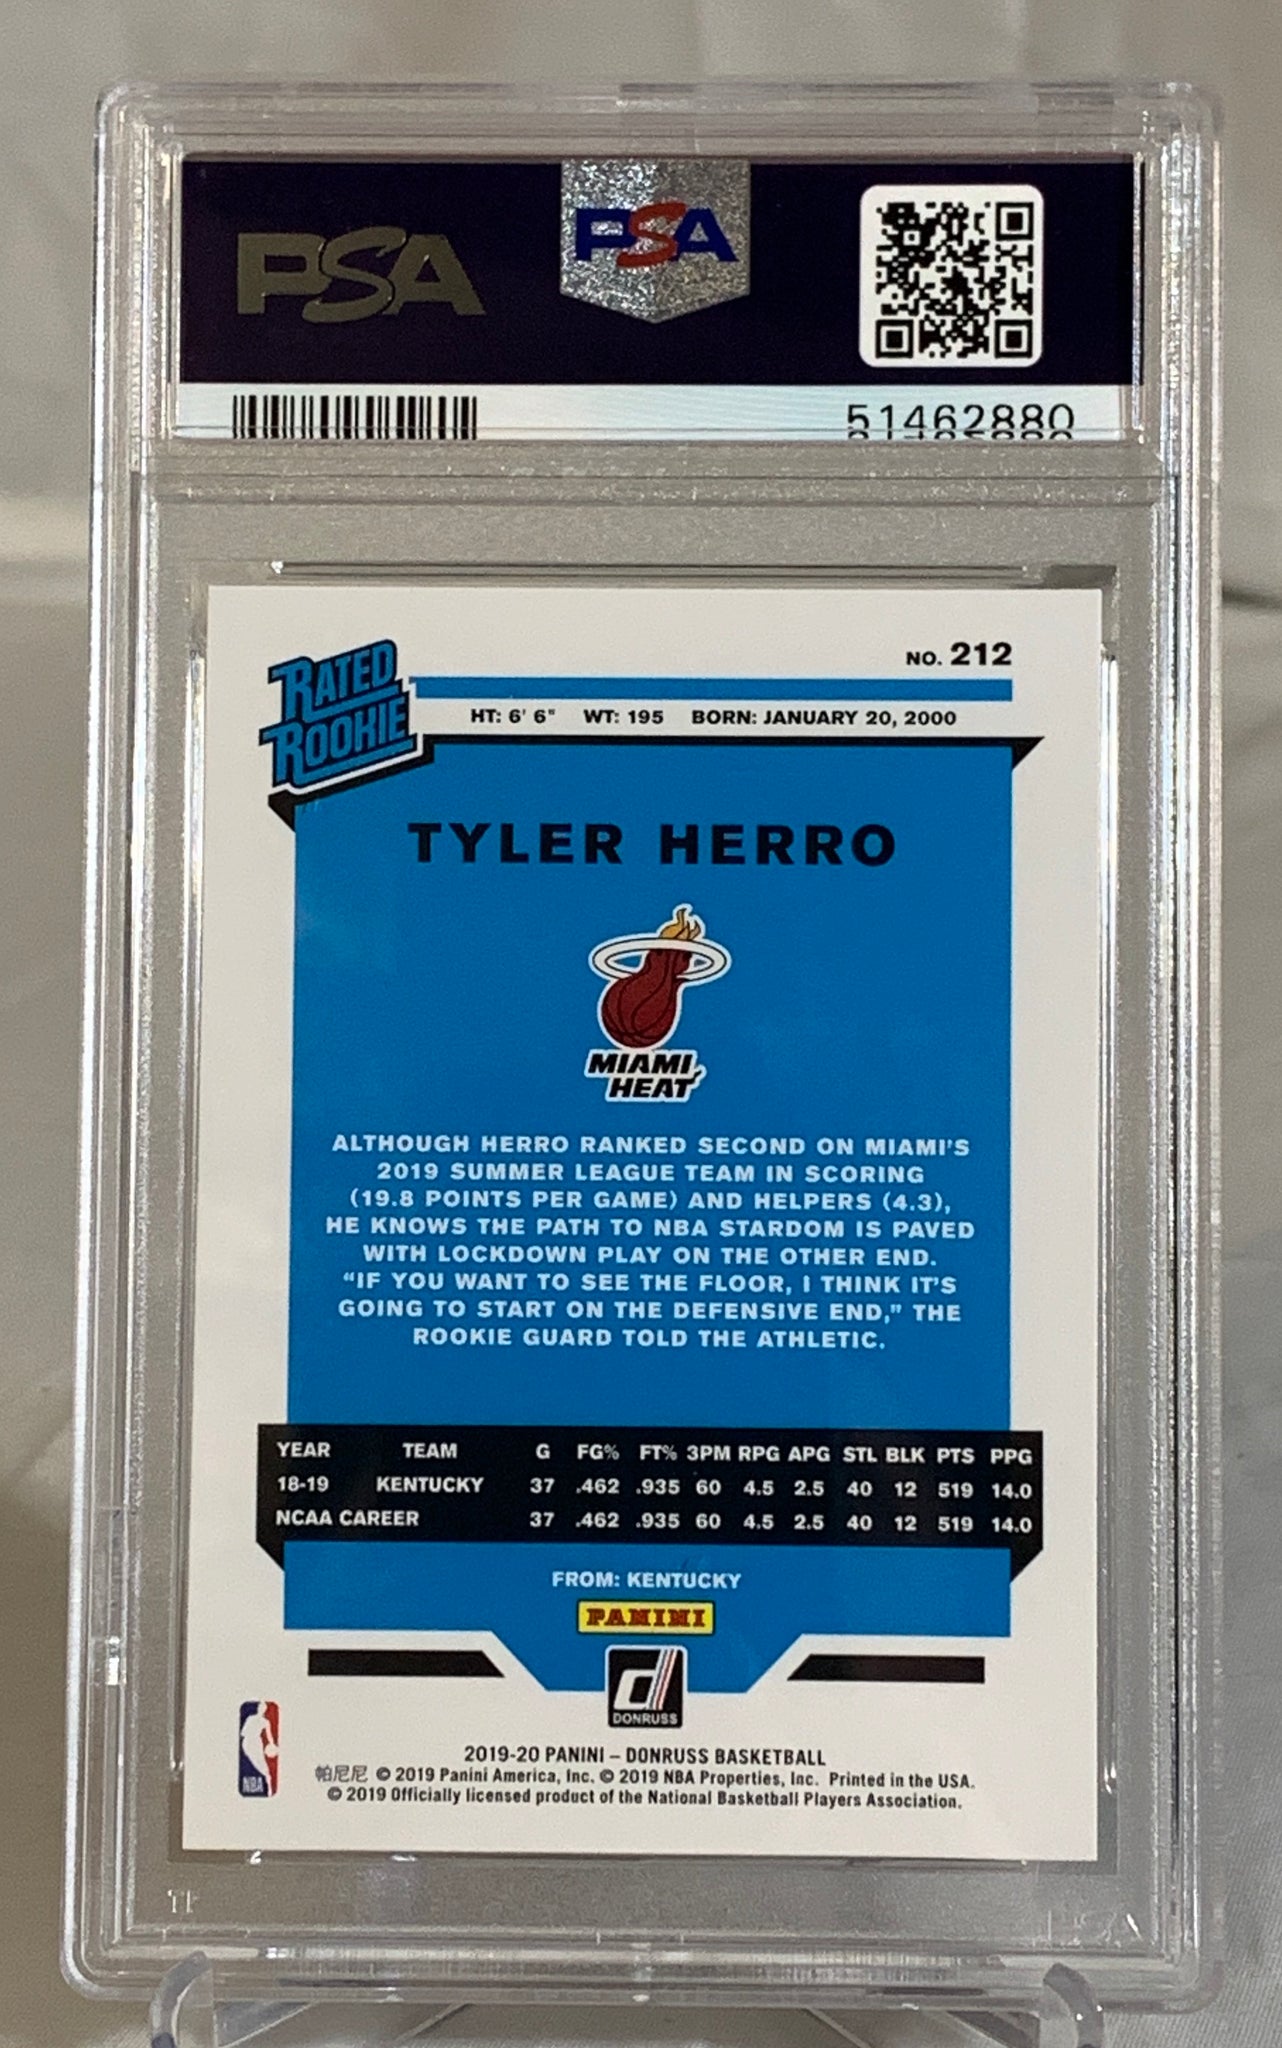 PSA
PSA
51462880
RATED
ROOKIE
NO. 212
HT: 6' 6" WT: 195 BORN: JANUARY 20, 2000
TYLER HERRO
MIAMI
HEAT
ALTHOUGH HERRO RANKED SECOND ON MIAMI'S
2019 SUMMER LEAGUE TEAM IN SCORING
(19.8 POINTS PER GAME) AND HELPERS (4.3),
HE KNOWS THE PATH TO NBA STARDOM IS PAVED
WITH LOCKDOWN PLAY ON THE OTHER END.
“IF YOU WANT TO SEE THE FLOOR, I THINK IT'S
GOING TO START ON THE DEFENSIVE END,” THE
ROOKIE GUARD TOLD THE ATHLETIC.
YEAR TEAM G FG% FT% 3PM RPG APG STL BLK PTS PPG
18-19 KENTUCKY 37 .462 .935 60 4.5 2.5 40 12 519 14.0
NCAA CAREER 37 .462 .935 60 4.5 2.5 40 12 519 14.0
FROM: KENTUCKY
PANINI
d
DONRUSS
NBA
2019-20 PANINI – DONRUSS BASKETBALL
帕尼尼 © 2019 Panini America, Inc. © 2019 NBA Properties, Inc. Printed in the USA.
© 2019 Officially licensed product of the National Basketball Players Association.